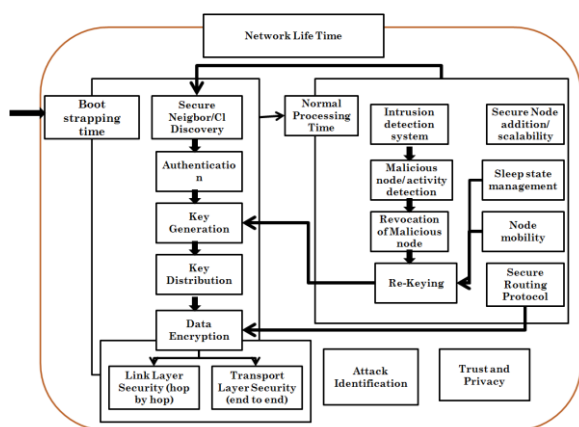 Network Life Time
Boot
strapping
time
Secure
Neigbor/Cl
Discovery
Authenticatio
n
Key
Generation
Key
Distribution
Data
Encryption
Link Layer
Security (hop
by hop)
Transport
Layer Security
(end to end)
Normal
Processing
Time
Intrusion
detection
system
Malicious
node/ activity
detection
Revocation
of Malicious
node
Re-Keying
Secure Node
addition/
scalability
Sleep state
management
Node
mobility
Secure
Routing
Protocol
Attack
Identification
Trust and
Privacy